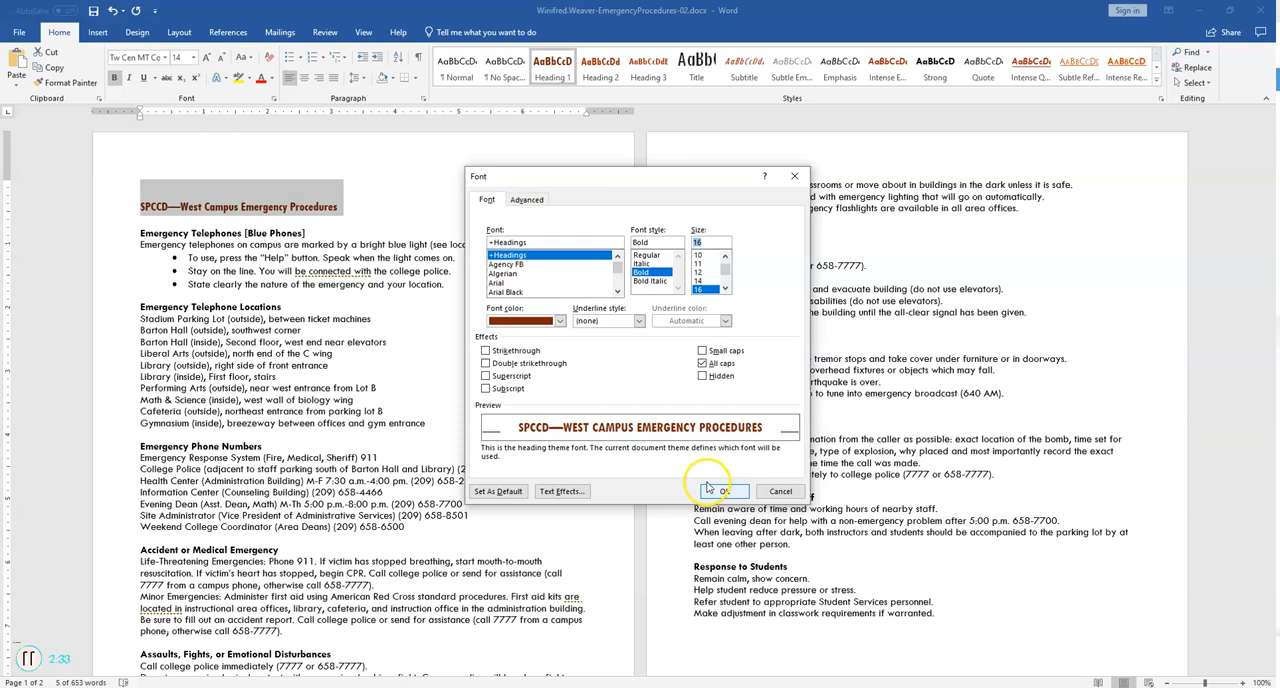 AutoSave Off
Winifred.Weaver-EmergencyProcedures-02.docx - Word
Sign in
File Home Insert Design Layout References Mailings Review View Help Tell me what you want to do
Share
Paste
Cut
Copy
Format Painter
Clipboard
Tw Cen MT Co 14
Font
Paragraph
AaBbCcDc AaBbCcDc AaBbCcD AaBbCcDd AaBbCcDdE
¶ Normal ¶ No Spac... Heading 1 Heading 2 Heading 3 Title Subtitle Subtle Em... Emphasis Intense E... Strong Quote Intense Q... Subtle Ref... Intense Re...
Styles
Find
Replace
Select
Editing
SPCCD—West Campus Emergency Procedures
Emergency Telephones [Blue Phones]
Emergency telephones on campus are marked by a bright blue light (see loc
• To use, press the “Help” button. Speak when the light comes on.
• Stay on the line. You will be connected with the college police.
• State clearly the nature of the emergency and your location.
Emergency Telephone Locations
Stadium Parking Lot (outside), between ticket machines
Barton Hall (outside), southwest corner
Barton Hall (inside), Second floor, west end near elevators
Liberal Arts (outside), north end of the C wing
Library (outside), right side of front entrance
Library (inside), First floor, stairs
Performing Arts (outside), near west entrance from Lot B
Math & Science (inside), west wall of biology wing
Cafeteria (outside), northeast entrance from parking lot B
Gymnasium (inside), breezeway between offices and gym entrance
Emergency Phone Numbers
Emergency Response System (Fire, Medical, Sheriff) 911
College Police (adjacent to staff parking south of Barton Hall and Library) (2
Health Center (Administration Building) M-F 7:30 a.m.-4:30 p.m. (209) 658-2
Information Center (Counseling Building) (209) 658-4466
Evening Dean (Asst. Dean, Math) M-Th 5:00 p.m.-8:00 p.m. (209) 658-7700
Site Administrator (Vice President of Administrative Services) (209) 658-8501
Weekend College Coordinator (Area Deans) (209) 658-6500
Accident or Medical Emergency
Life-Threatening Emergencies: Phone 911. If victim has stopped breathing, start mouth-to-mouth
resuscitation. If victim’s heart has stopped, begin CPR. Call college police or send for assistance (call
7777 from a campus phone; otherwise call 658-7777).
Minor Emergencies: Administer first aid using American Red Cross standard procedures. First aid kits are
located in instructional area offices, library, cafeteria, and instruction office in the administration building.
Be sure to fill out an accident report. Call college police or send for assistance (call 7777 from a campus
phone, otherwise call 658-7777).
Assaults, Fights, or Emotional Disturbances
Call college police immediately (7777 or 658-7777).
Font
Font Advanced
Font: Font style: Size:
+Headings Bold 16
+Headings
Agency FB
Algerian
Arial
Arial Black
Regular
Italic
Bold
Bold Italic
10
11
12
14
16
Font color: Underline style: Underline color:
(none) Automatic
Effects
Strikethrough
Double strikethrough
Superscript
Subscript
Small caps
All caps
Hidden
Preview
SPCCD—WEST CAMPUS EMERGENCY PROCEDURES
This is the heading theme font. The current document theme defines which font will be
used.
Set As Default Text Effects... Cancel
ssrooms or move about in buildings in the dark unless it is safe.
with emergency lighting that will go on automatically.
gency flashlights are available in all area offices.
or 658-7777).
and evacuate building (do not use elevators).
sabilities (do not use elevators).
the building until the all-clear signal has been given.
tremor stops and take cover under furniture or in doorways.
overhead fixtures or objects which may fall.
rthquake is over.
to tune into emergency broadcast (640 AM).
mation from the caller as possible: exact location of the bomb, time set for
, type of explosion, why placed and most importantly record the exact
he time the call was made.
ately to college police (7777 or 658-7777).
Remain aware of time and working hours of nearby staff.
Call evening dean for help with a non-emergency problem after 5:00 p.m. 658-7700.
When leaving after dark, both instructors and students should be accompanied to the parking lot by at
least one other person.
Response to Students
Remain calm, show concern.
Help student reduce pressure or stress.
Refer student to appropriate Student Services personnel.
Make adjustment in classwork requirements if warranted.
2:33
Page 1 of 2 5 of 653 words
100%